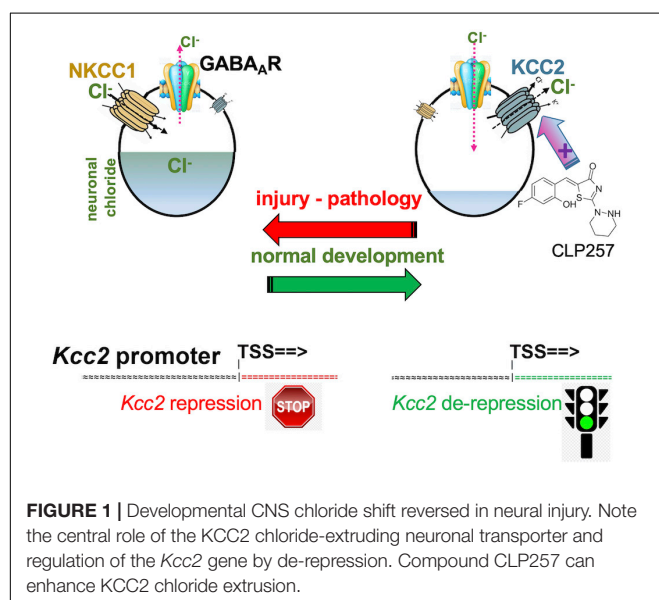 Cl-
NKCC1
GABAAR
Cl-
Cl-
neuronal
chloride
Cl-
KCC2
Cl-
+
injury - pathology
normal development
O
N
S
F
OH
N
NH
CLP257
Kcc2 promoter
TSS==>
TSS==>
Kcc2 repression
STOP
Kcc2 de-repression
FIGURE 1 | Developmental CNS chloride shift reversed in neural injury. Note
the central role of the KCC2 chloride-extruding neuronal transporter and
regulation of the Kcc2 gene by de-repression. Compound CLP257 can
enhance KCC2 chloride extrusion.